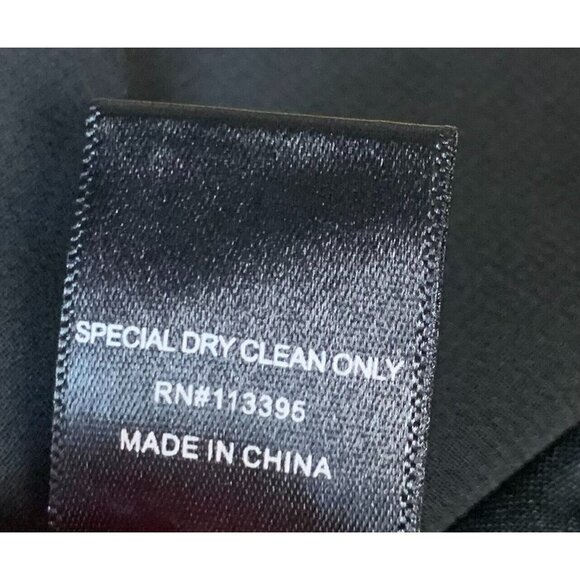 SPECIAL DRY CLEAN ONLY
RN#113395
MADE IN CHINA